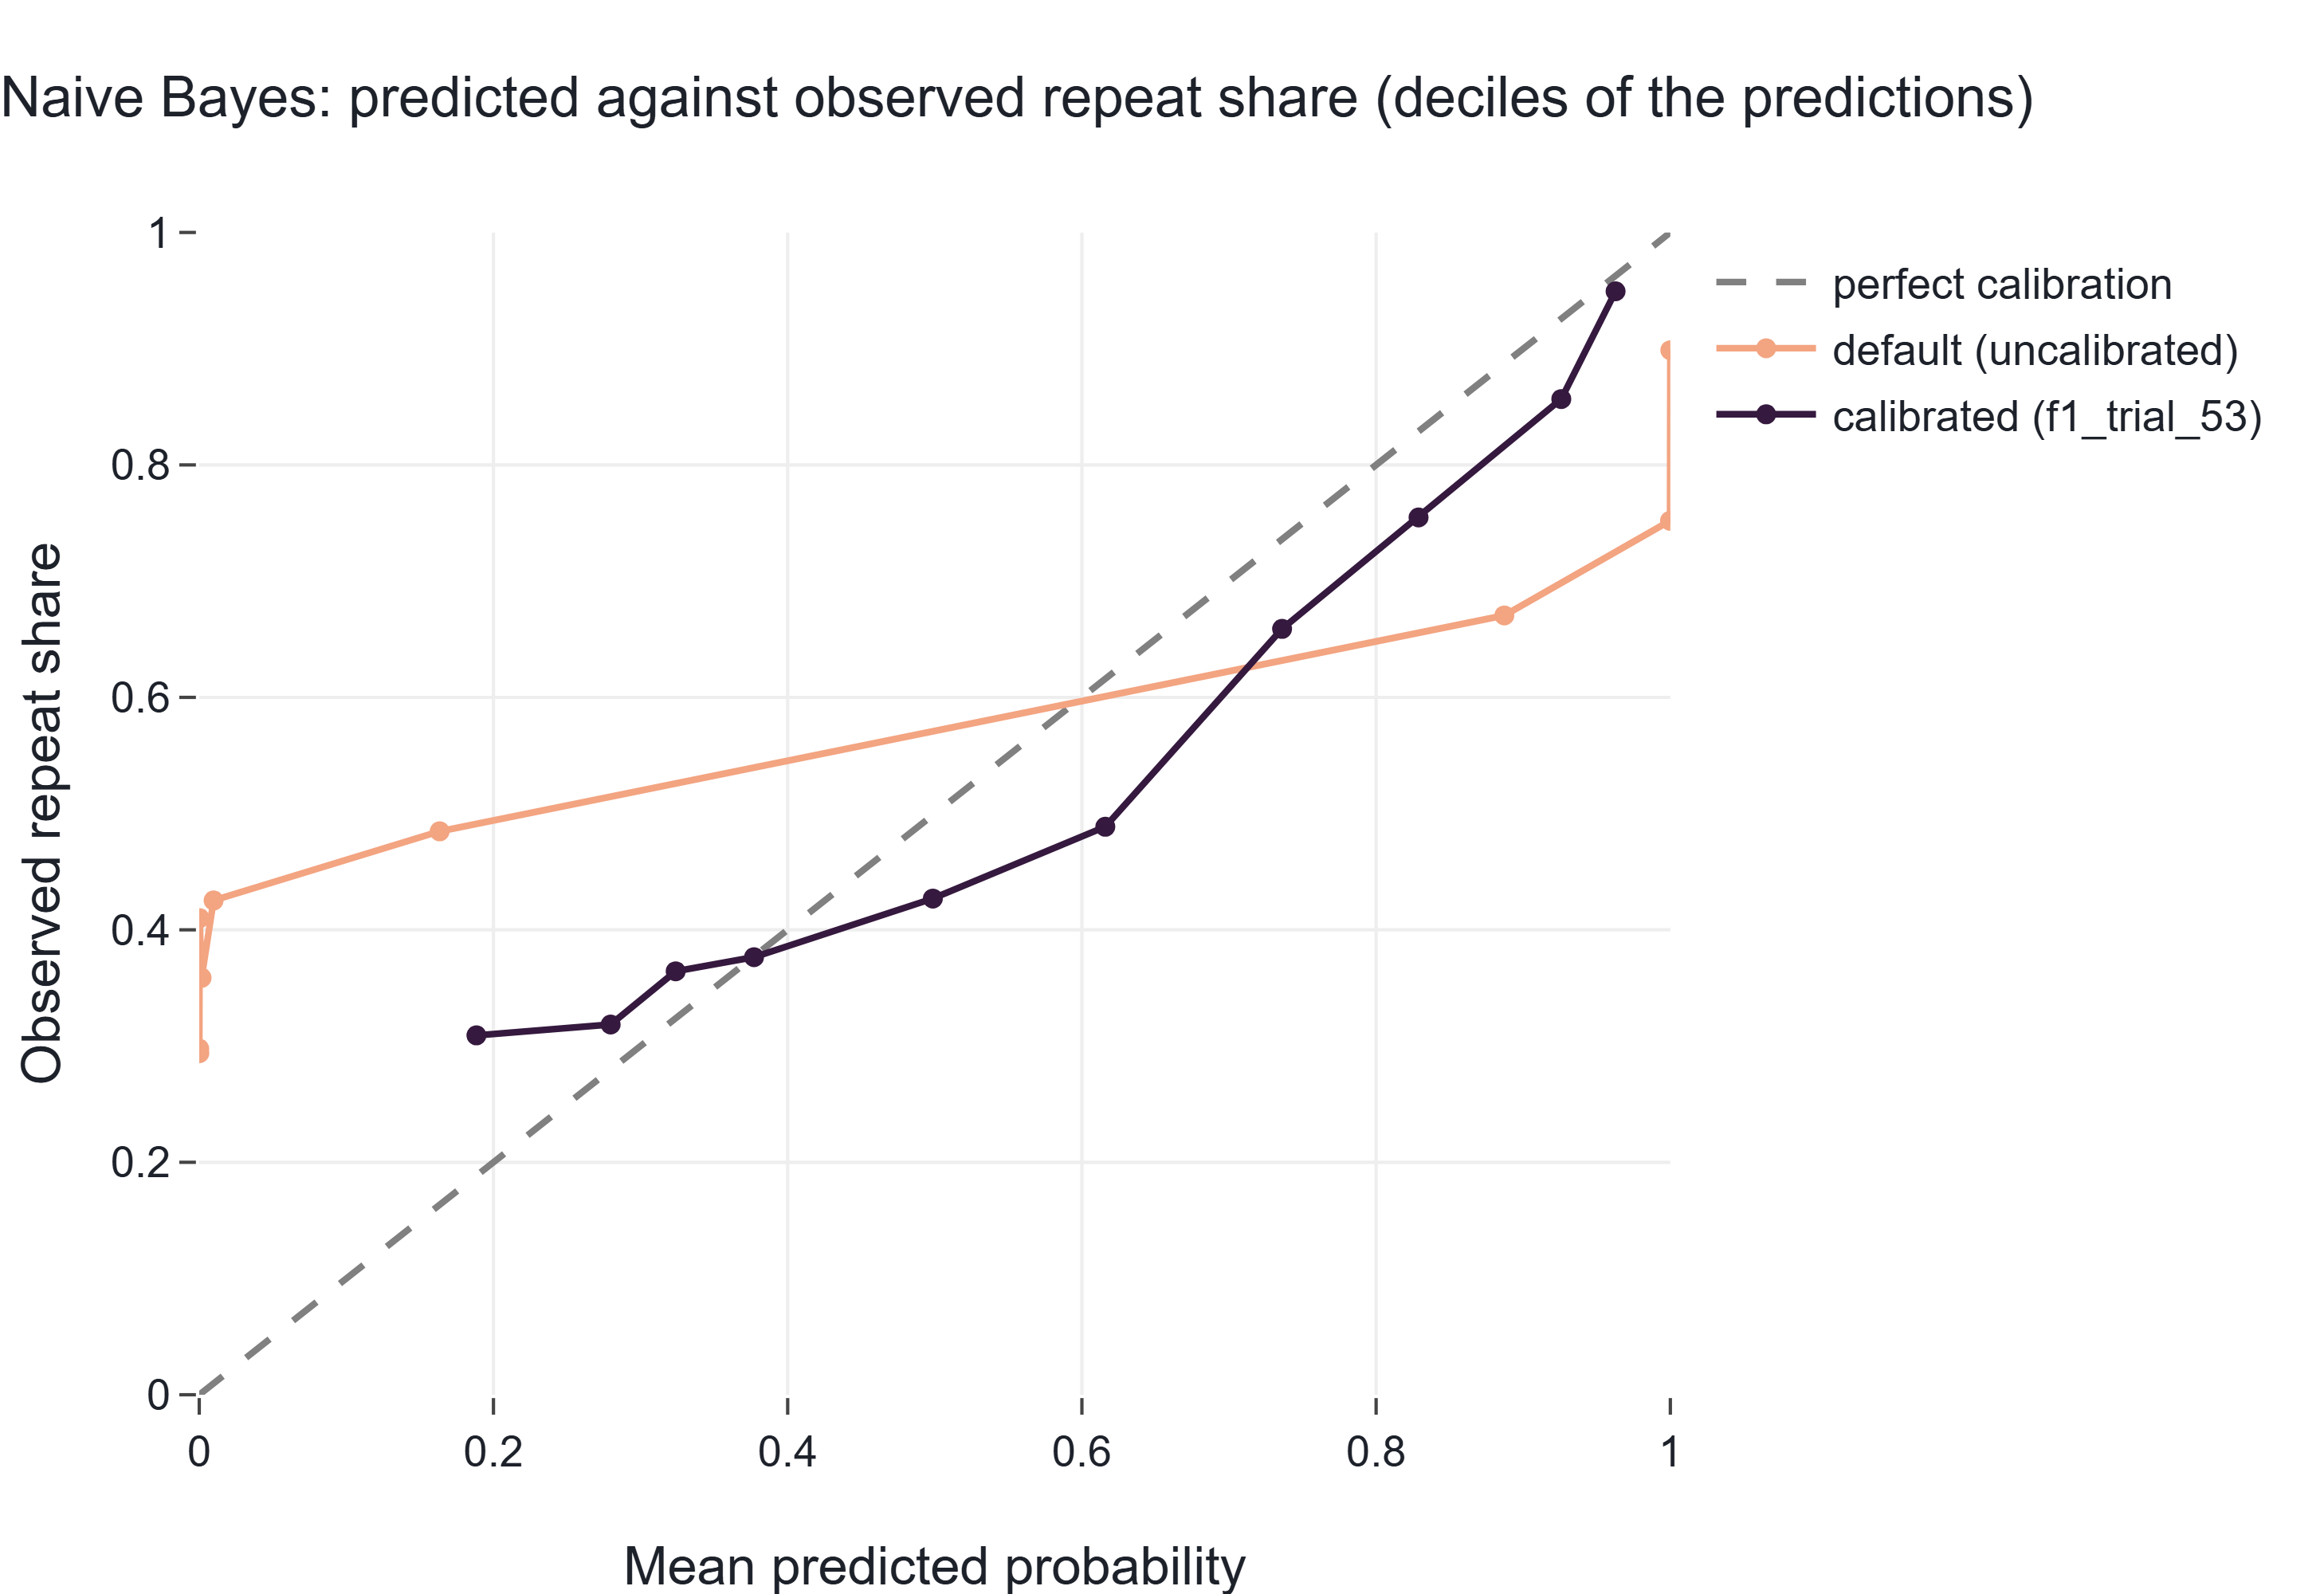 Naive Bayes: predicted against observed repeat share (deciles of the predictions)
perfect calibration
default (uncalibrated)
calibrated (f1_trial_53)
Observed repeat share
1
0.8
0.6
0.4
0.2
0
0 0.2 0.4 0.6 0.8 1
Mean predicted probability